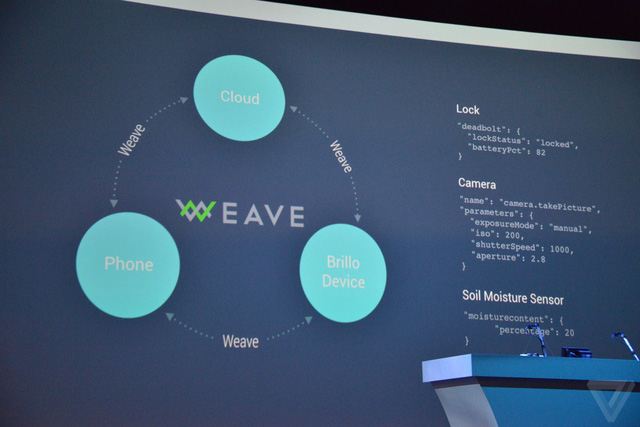 Cloud
Weave
Weave
WEAVE
Phone
Brillo
Device
Weave
Lock
"deadbolt": {
"lockStatus": "locked",
"batteryPct": 82
}
Camera
"name": "camera.takePicture",
"parameters": {
"exposureMode": "manual",
"iso": 200,
"shutterSpeed": 1000,
"aperture": 2.8
}
Soil Moisture Sensor
"moisturecontent": {
"percentage": 20
}